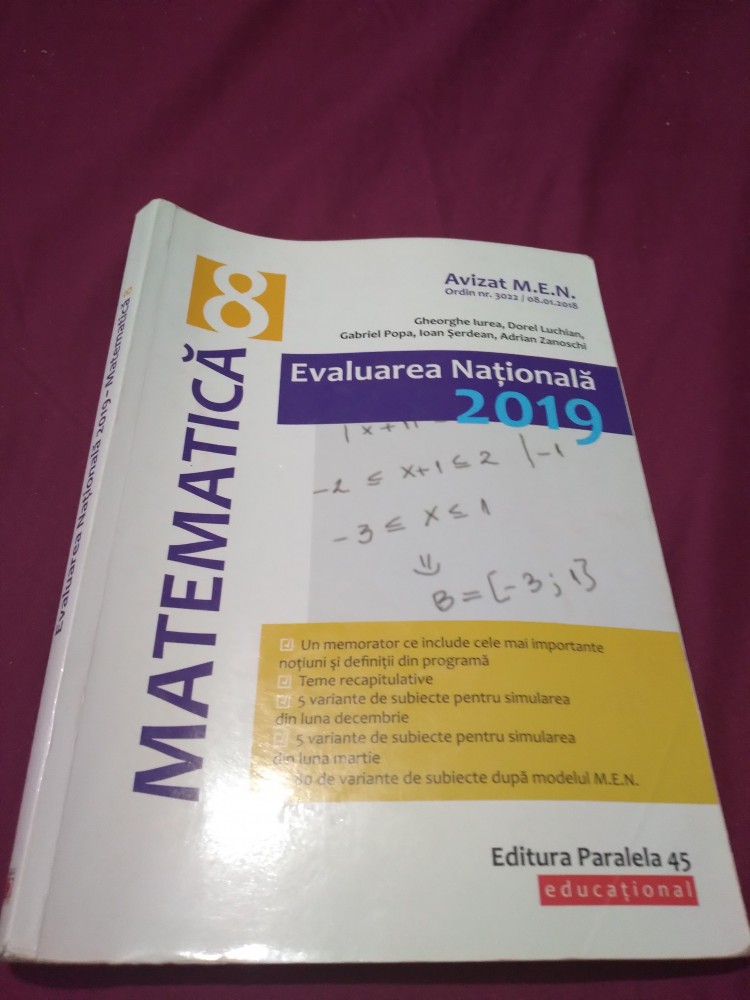 Evaluarea Națională 2019 - Matematică 8
MATEMATICĂ 8
Avizat M.E.N.
Ordin nr. 3022 / 08.01.2018
Gheorghe Iurea, Dorel Luchian,
Gabriel Popa, Ioan Șerdean, Adrian Zanoschi
Evaluarea Națională
2019
-2 ≤ x+1 ≤ 2 |-1
-3 ≤ x ≤ 1
⇓
B = [-3 ; 1]
Un memorator ce include cele mai importante
noțiuni și definiții din programă
Teme recapitulative
5 variante de subiecte pentru simularea
din luna decembrie
5 variante de subiecte pentru simularea
din luna martie
80 de variante de subiecte după modelul M.E.N.
Editura Paralela 45
educațional